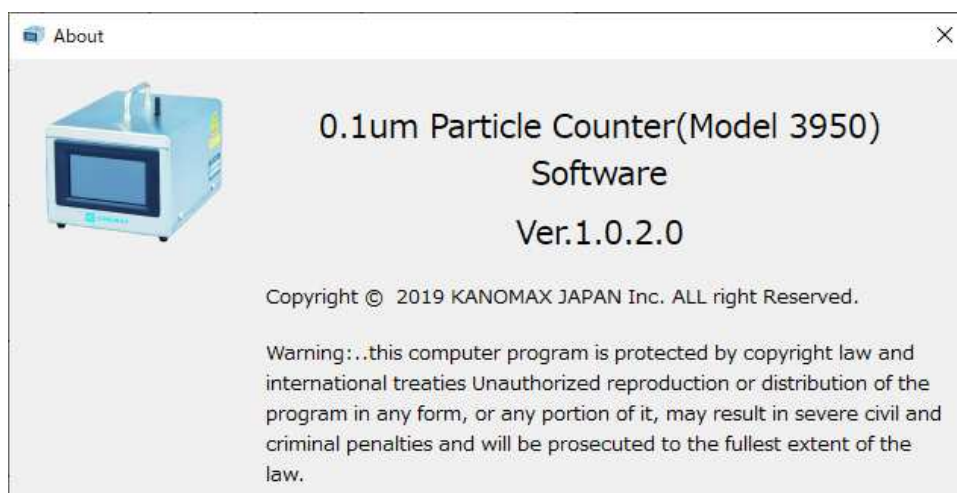 About
0.1um Particle Counter(Model 3950)
Software
Ver.1.0.2.0
Copyright © 2019 KANOMAX JAPAN Inc. ALL right Reserved.
Warning:..this computer program is protected by copyright law and
international treaties Unauthorized reproduction or distribution of the
program in any form, or any portion of it, may result in severe civil and
criminal penalties and will be prosecuted to the fullest extent of the
law.